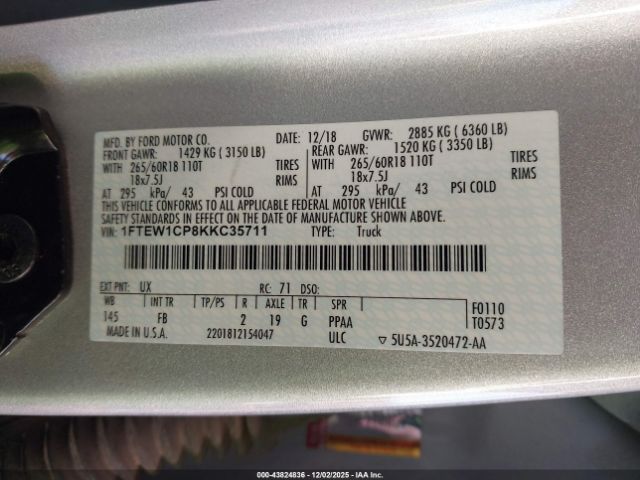 MFD. BY FORD MOTOR CO. DATE: 12/18 GVWR: 2885 KG ( 6360 LB)
FRONT GAWR: 1429 KG ( 3150 LB) REAR GAWR: 1520 KG ( 3350 LB)
WITH 265/60R18 110T TIRES WITH 265/60R18 110T TIRES
18x7.5J RIMS 18x7.5J RIMS
AT 295 kPa/ 43 PSI COLD AT 295 kPa/ 43 PSI COLD
THIS VEHICLE CONFORMS TO ALL APPLICABLE FEDERAL MOTOR VEHICLE
SAFETY STANDARDS IN EFFECT ON THE DATE OF MANUFACTURE SHOWN ABOVE.
VIN: 1FTEW1CP8KKC35711 TYPE: Truck
EXT PNT: UX RC: 71 DSO:
WB INT TR TP/PS R AXLE TR SPR F0110
145 FB 2 19 G PPAA T0573
MADE IN U.S.A. 2201812154047 ULC ▽ 5U5A-3520472-AA
000-43824836 - 12/02/2025 - IAA Inc.